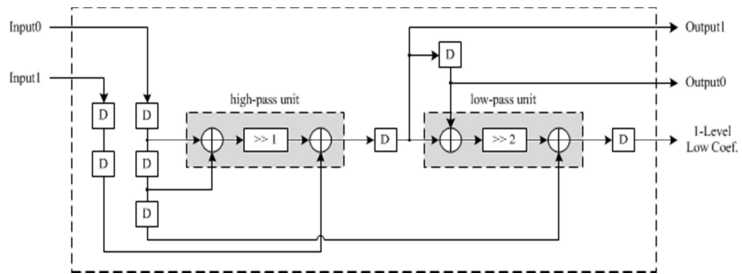 Input0
Output1
D
Input1
Output0
high-pass unit
low-pass unit
D
D
>> 1
D
>> 2
D
1-Level
Low Coef.
D
D
D